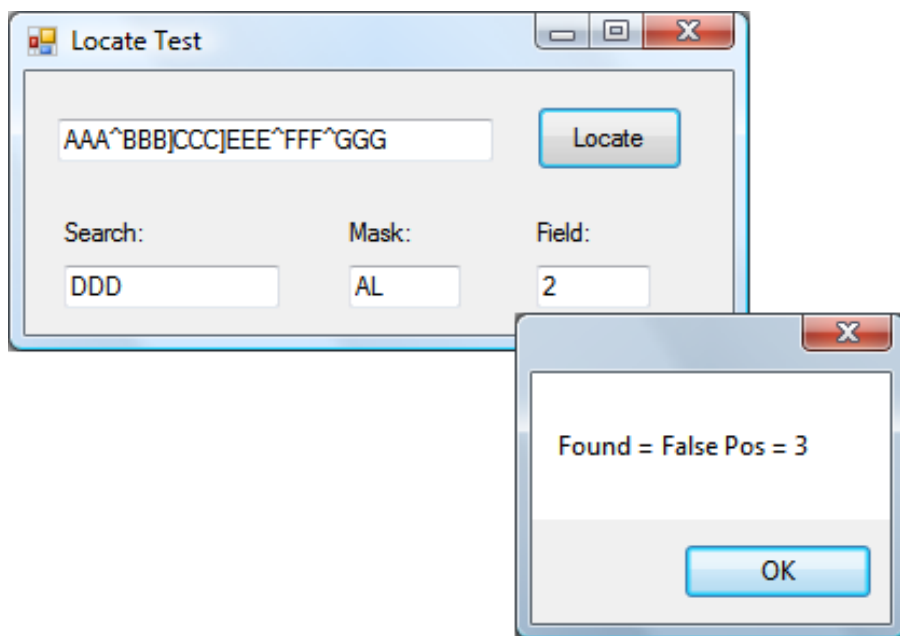 Locate Test
AAA^BBB]CCC]EEE^FFF^GGG
Locate
Search:
Mask:
Field:
DDD
AL
2
Found = False Pos = 3
OK